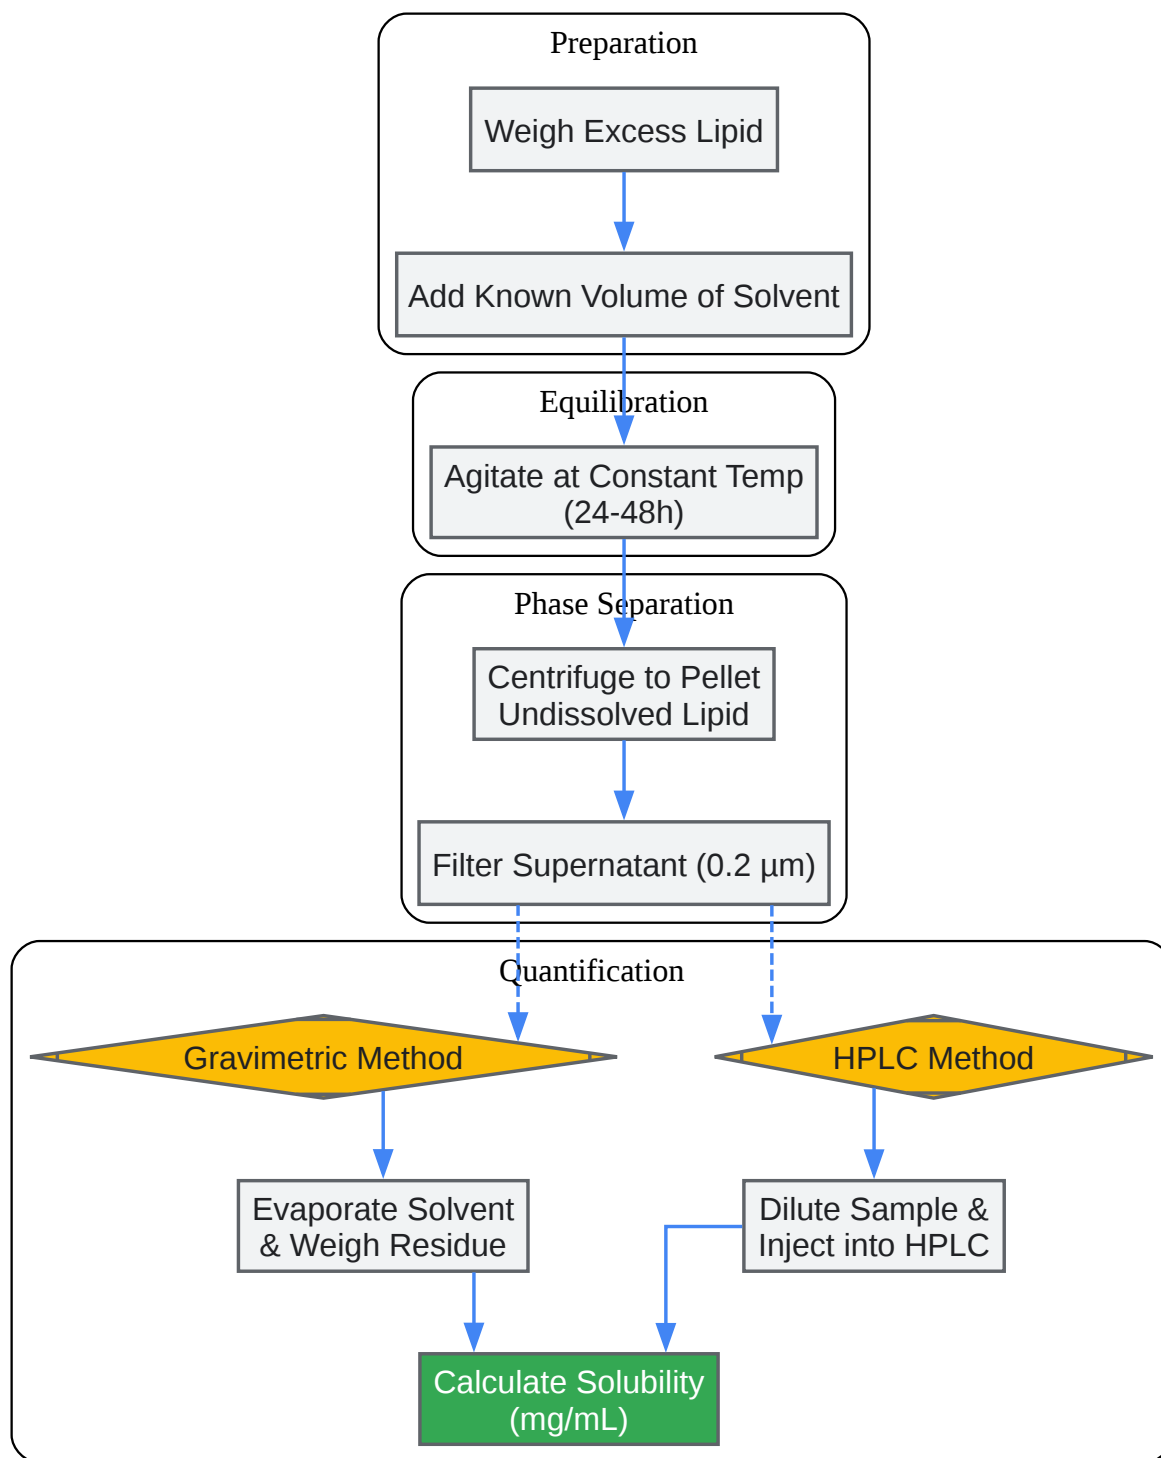 Preparation
Weigh Excess Lipid
Add Known Volume of Solvent
Equilibration
Agitate at Constant Temp
(24-48h)
Phase Separation
Centrifuge to Pellet
Undissolved Lipid
Filter Supernatant (0.2 µm)
Quantification
Gravimetric Method
HPLC Method
Evaporate Solvent
& Weigh Residue
Dilute Sample &
Inject into HPLC
Calculate Solubility
(mg/mL)